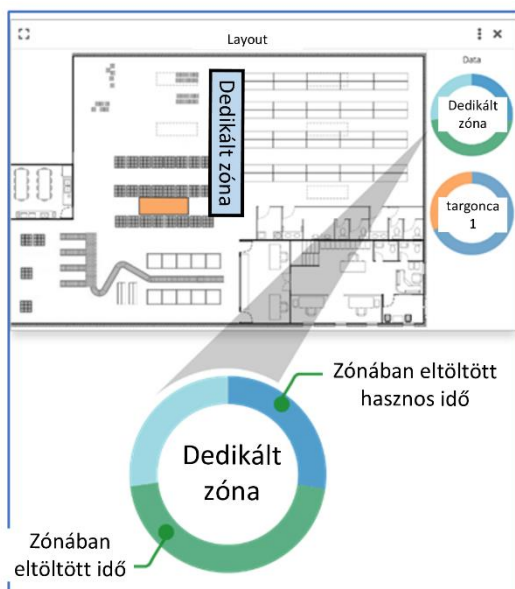 Layout
Data
Dedikált zóna
Dedikált
zóna
targonca
1
Zónában eltöltött
hasznos idő
Dedikált
zóna
Zónában
eltöltött idő